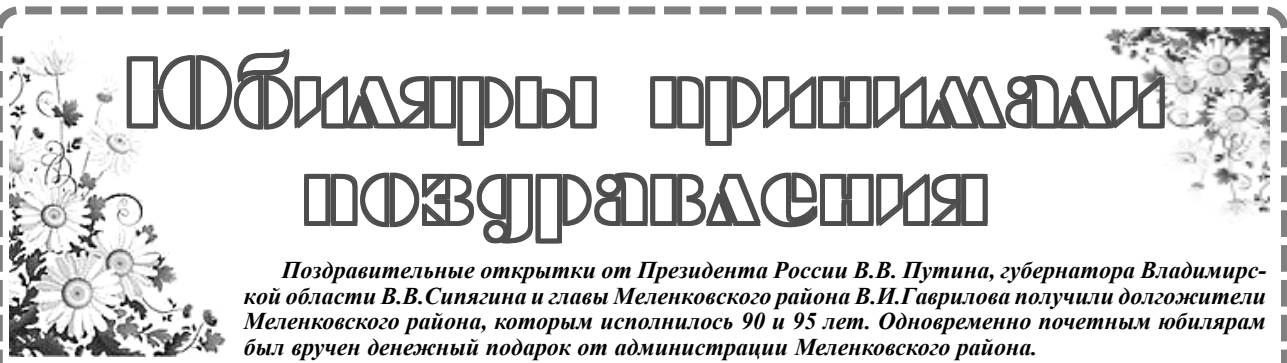 Юбиляры принимали
поздравления
Поздравительные открытки от Президента России В.В. Путина, губернатора Владимирс-
кой области В.В.Сипягина и главы Меленковского района В.И.Гаврилова получили долгожители
Меленковского района, которым исполнилось 90 и 95 лет. Одновременно почетным юбилярам
был вручен денежный подарок от администрации Меленковского района.